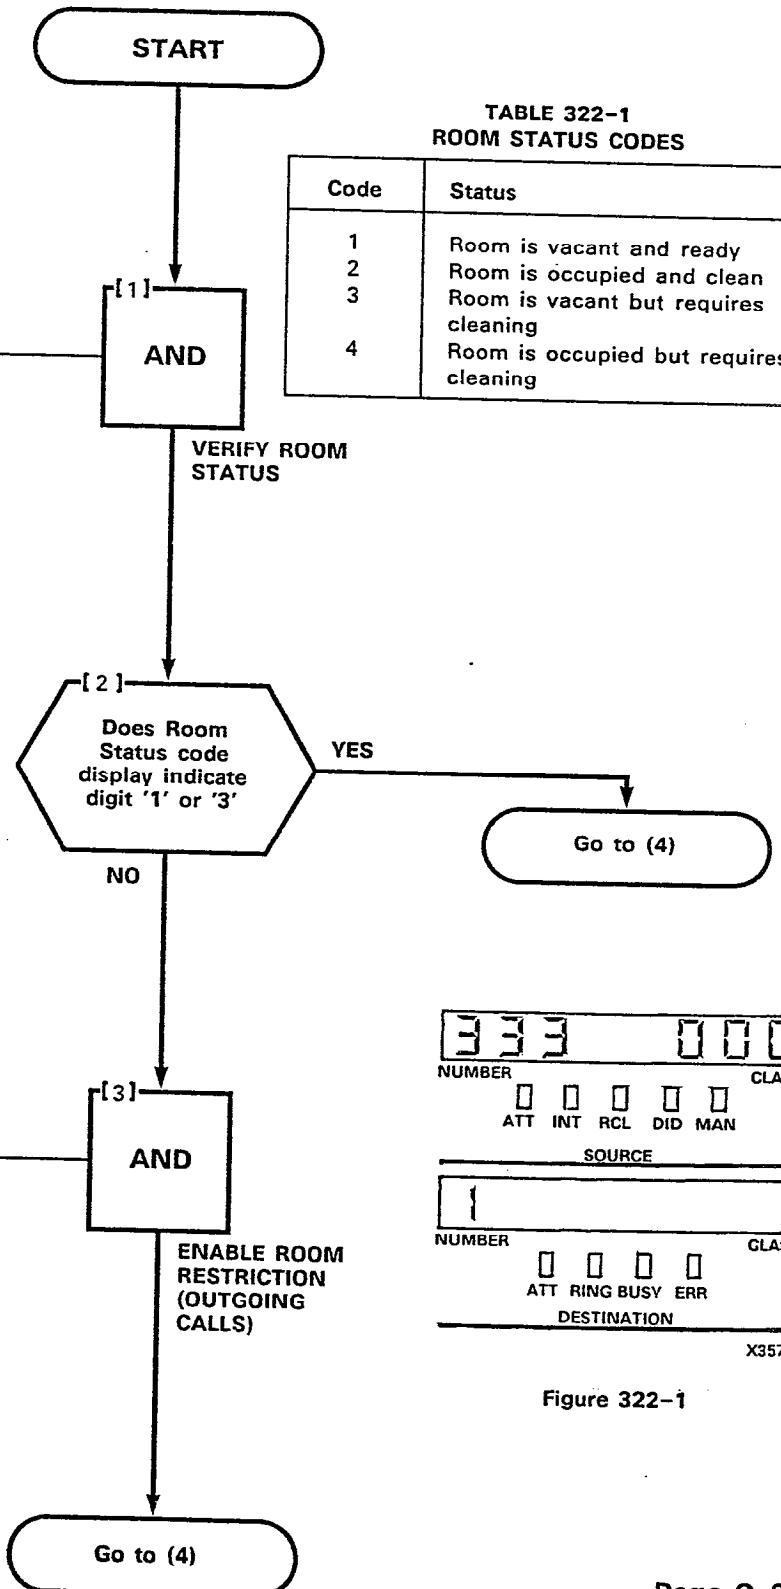 START
TABLE 322-1
ROOM STATUS CODES
Code Status
1 Room is vacant and ready
2 Room is occupied and clean
3 Room is vacant but requires
cleaning
4 Room is occupied but requires
cleaning
[1]
AND
VERIFY ROOM
STATUS
[2]
Does Room
Status code
display indicate
digit '1' or '3'
YES
Go to (4)
NO
[3]
AND
ENABLE ROOM
RESTRICTION
(OUTGOING
CALLS)
Go to (4)
333 000
NUMBER CLA
ATT INT RCL DID MAN
SOURCE
1
NUMBER CLA
ATT RING BUSY ERR
DESTINATION
X357
Figure 322-1